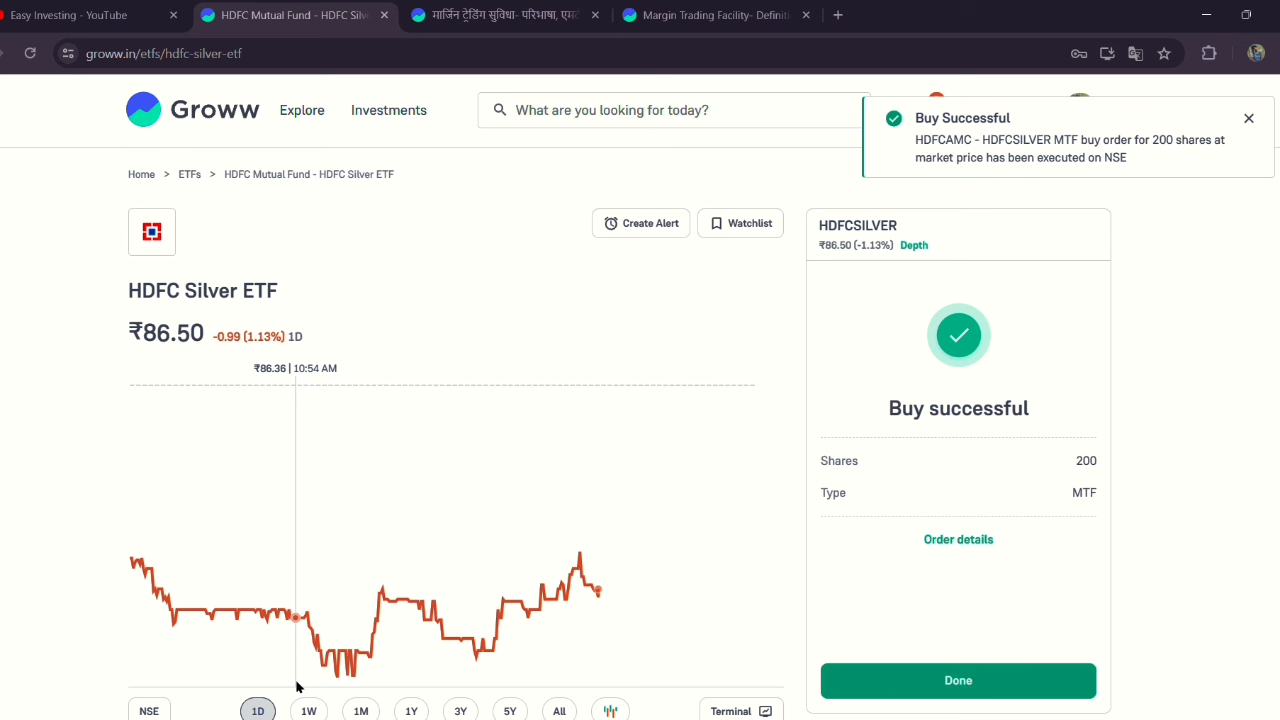 Easy Investing - YouTube
HDFC Mutual Fund - HDFC Silv
मार्जिन ट्रेडिंग सुविधा- परिभाषा, एमट
Margin Trading Facility- Definiti
groww.in/etfs/hdfc-silver-etf
Groww
Explore
Investments
What are you looking for today?
Buy Successful
HDFCAMC - HDFCSILVER MTF buy order for 200 shares at
market price has been executed on NSE
Home > ETFs > HDFC Mutual Fund - HDFC Silver ETF
Create Alert
Watchlist
HDFC Silver ETF
₹86.50 -0.99 (1.13%) 1D
₹86.36 | 10:54 AM
NSE
1D
1W
1M
1Y
3Y
5Y
All
Terminal
HDFCSILVER
₹86.50 (-1.13%) Depth
Buy successful
Shares 200
Type MTF
Order details
Done